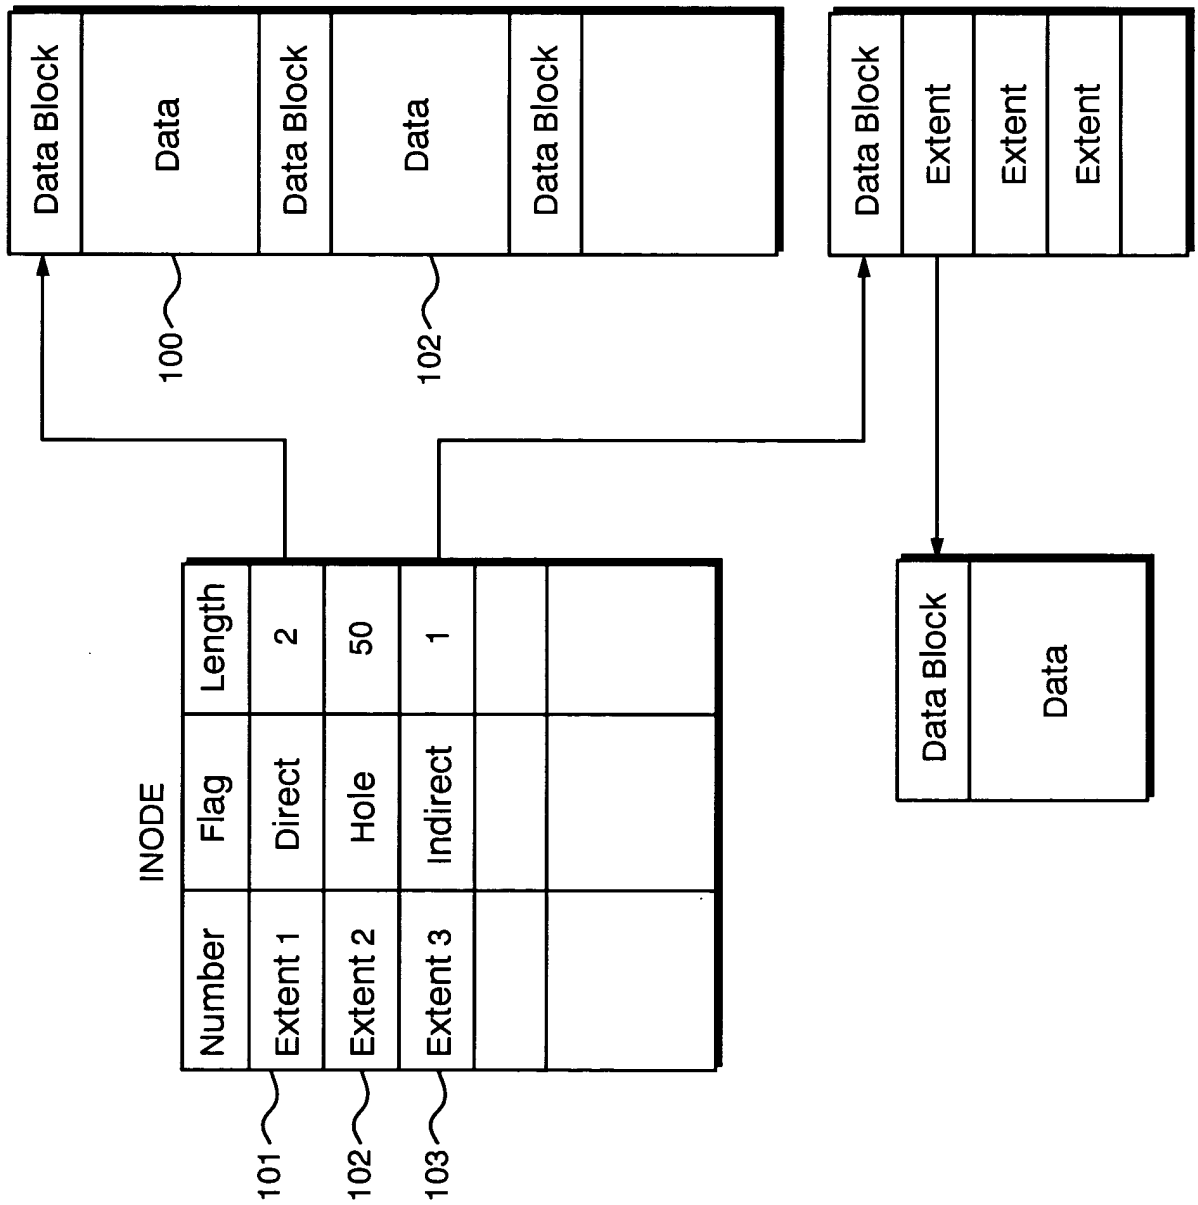 INODE
Number Flag Length
101 Extent 1 Direct 2
102 Extent 2 Hole 50
103 Extent 3 Indirect 1
Data Block
100 Data
Data Block
102 Data
Data Block
Data Block
Extent
Extent
Extent
Data Block
Data